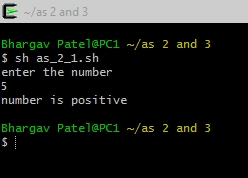 ~/as 2 and 3
Bhargav Patel@PC1 ~/as 2 and 3
$ sh as_2_1.sh
enter the number
5
number is positive
Bhargav Patel@PC1 ~/as 2 and 3
$